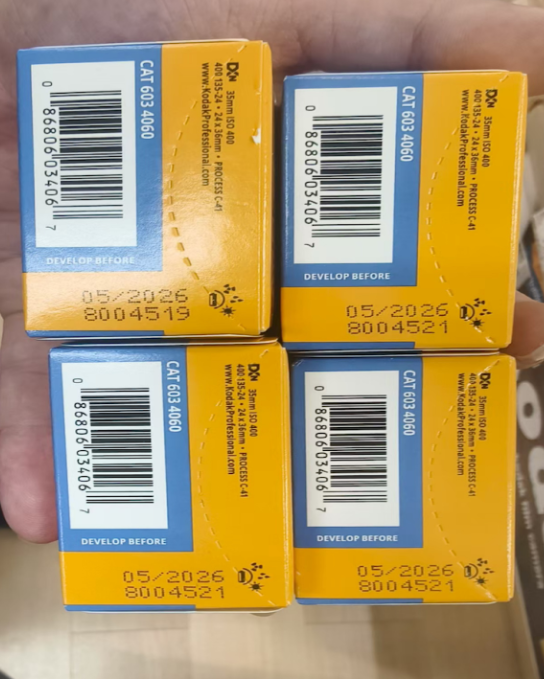 CAT 603 4060
DXN 35mm ISO 400
400 135-24 • 24 x 36mm • PROCESS C-41
www.KodakProfessional.com
0 86806 03406 7
DEVELOP BEFORE
05/2026
8004519
CAT 603 4060
DXN 35mm ISO 400
400 135-24 • 24 x 36mm • PROCESS C-41
www.KodakProfessional.com
0 86806 03406 7
DEVELOP BEFORE
05/2026
8004521
CAT 603 4060
DXN 35mm ISO 400
400 135-24 • 24 x 36mm • PROCESS C-41
www.KodakProfessional.com
0 86806 03406 7
DEVELOP BEFORE
05/2026
8004521
CAT 603 4060
DXN 35mm ISO 400
400 135-24 • 24 x 36mm • PROCESS C-41
www.KodakProfessional.com
0 86806 03406 7
DEVELOP BEFORE
05/2026
8004521